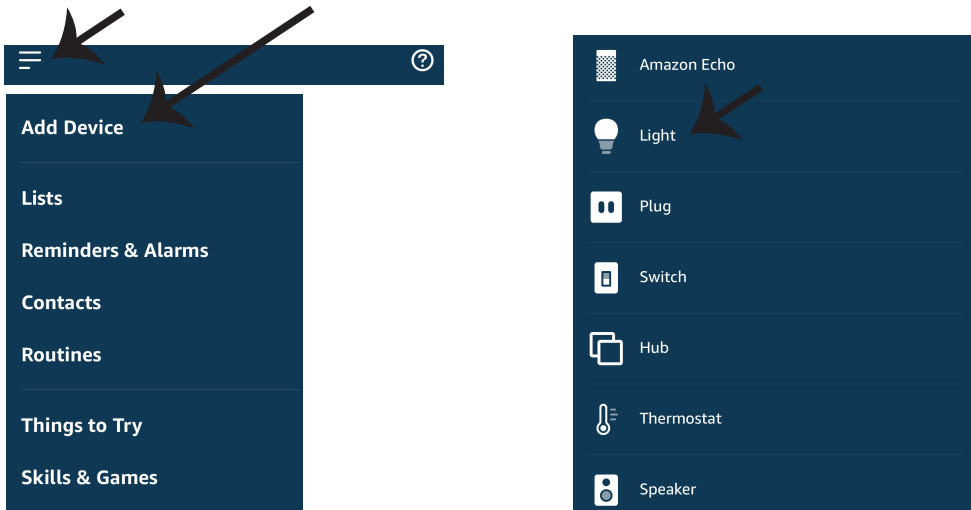 Add Device
Lists
Reminders & Alarms
Contacts
Routines
Things to Try
Skills & Games
Amazon Echo
Light
Plug
Switch
Hub
Thermostat
Speaker